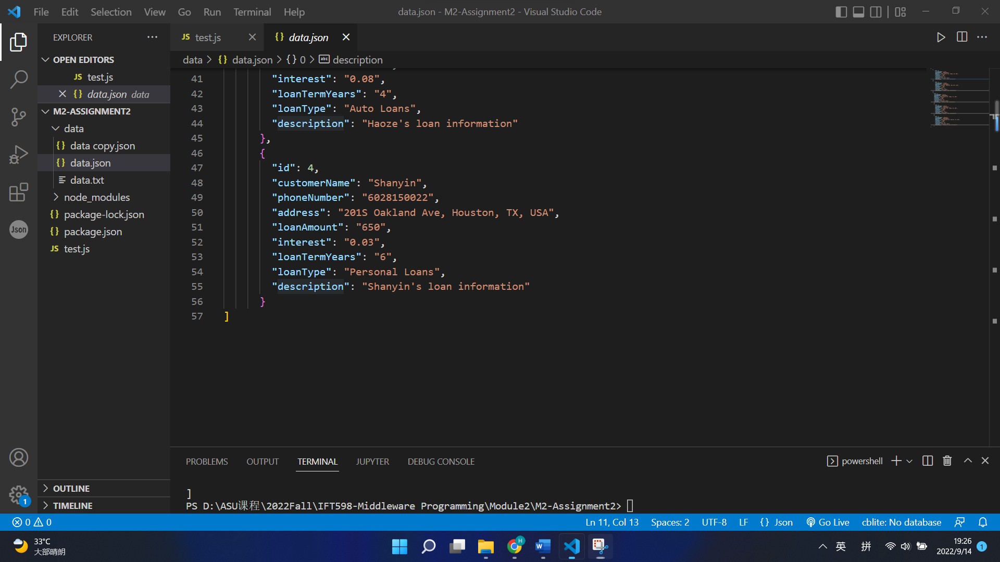 File Edit Selection View Go Run Terminal Help
data.json - M2-Assignment2 - Visual Studio Code
EXPLORER
OPEN EDITORS
JS test.js
{} data.json data
M2-ASSIGNMENT2
data
{} data copy.json
{} data.json
data.txt
node_modules
{} package-lock.json
{} package.json
JS test.js
Json
1
OUTLINE
TIMELINE
JS test.js
{} data.json
data > {} data.json > {} 0 > abc description
41 "interest": "0.08",
42 "loanTermYears": "4",
43 "loanType": "Auto Loans",
44 "description": "Haoze's loan information"
45 },
46 {
47 "id": 4,
48 "customerName": "Shanyin",
49 "phoneNumber": "6028150022",
50 "address": "201S Oakland Ave, Houston, TX, USA",
51 "loanAmount": "650",
52 "interest": "0.03",
53 "loanTermYears": "6",
54 "loanType": "Personal Loans",
55 "description": "Shanyin's loan information"
56 }
57 ]
PROBLEMS OUTPUT TERMINAL JUPYTER DEBUG CONSOLE
powershell
]
PS D:\ASU课程\2022Fall\IFT598-Middleware Programming\Module2\M2-Assignment2>
0 0
Ln 11, Col 13 Spaces: 2 UTF-8 LF {} Json Go Live cblite: No database
33°C
大部晴朗
H
W
英 拼
19:26
2022/9/14
1